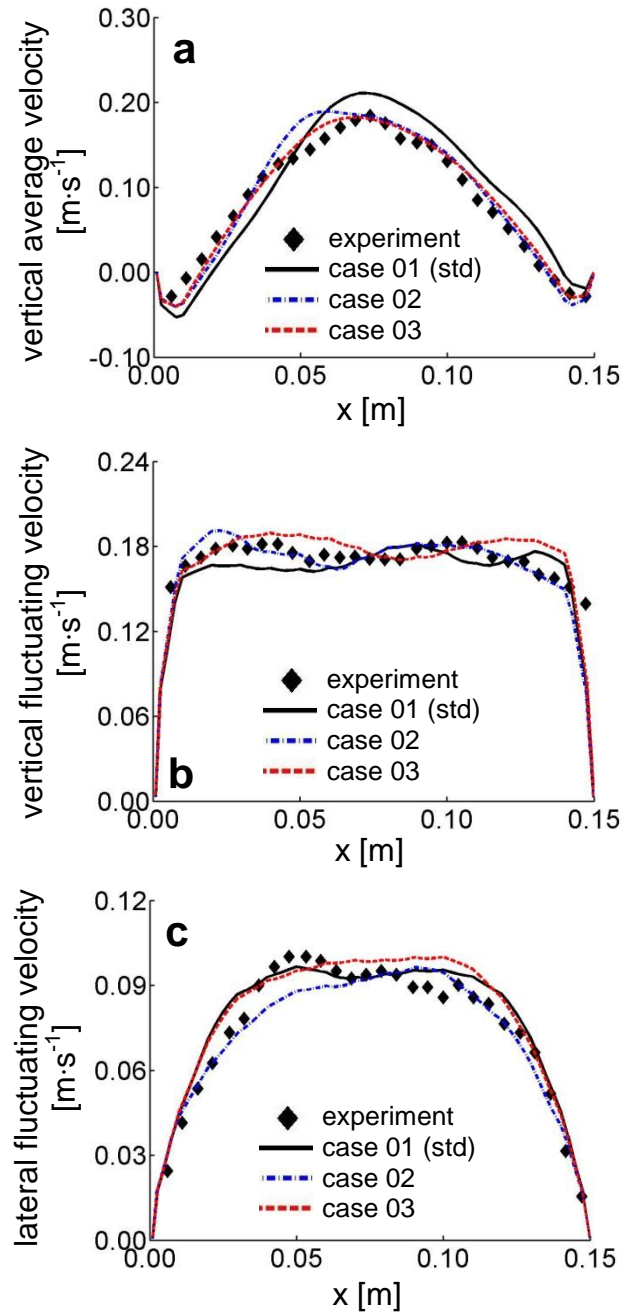 a
vertical average velocity
[m·s⁻¹]
0.20
0.10
0.00
-0.10
experiment
case 01 (std)
case 02
case 03
0.00 0.05 0.10 0.15
x [m]
vertical fluctuating velocity
[m·s⁻¹]
0.24
0.18
0.12
0.06
0.00
experiment
case 01 (std)
case 02
case 03
b
0.00 0.05 0.10 0.15
x [m]
c
lateral fluctuating velocity
[m·s⁻¹]
0.12
0.09
0.06
0.03
0.00
experiment
case 01 (std)
case 02
case 03
0.00 0.05 0.10 0.15
x [m]